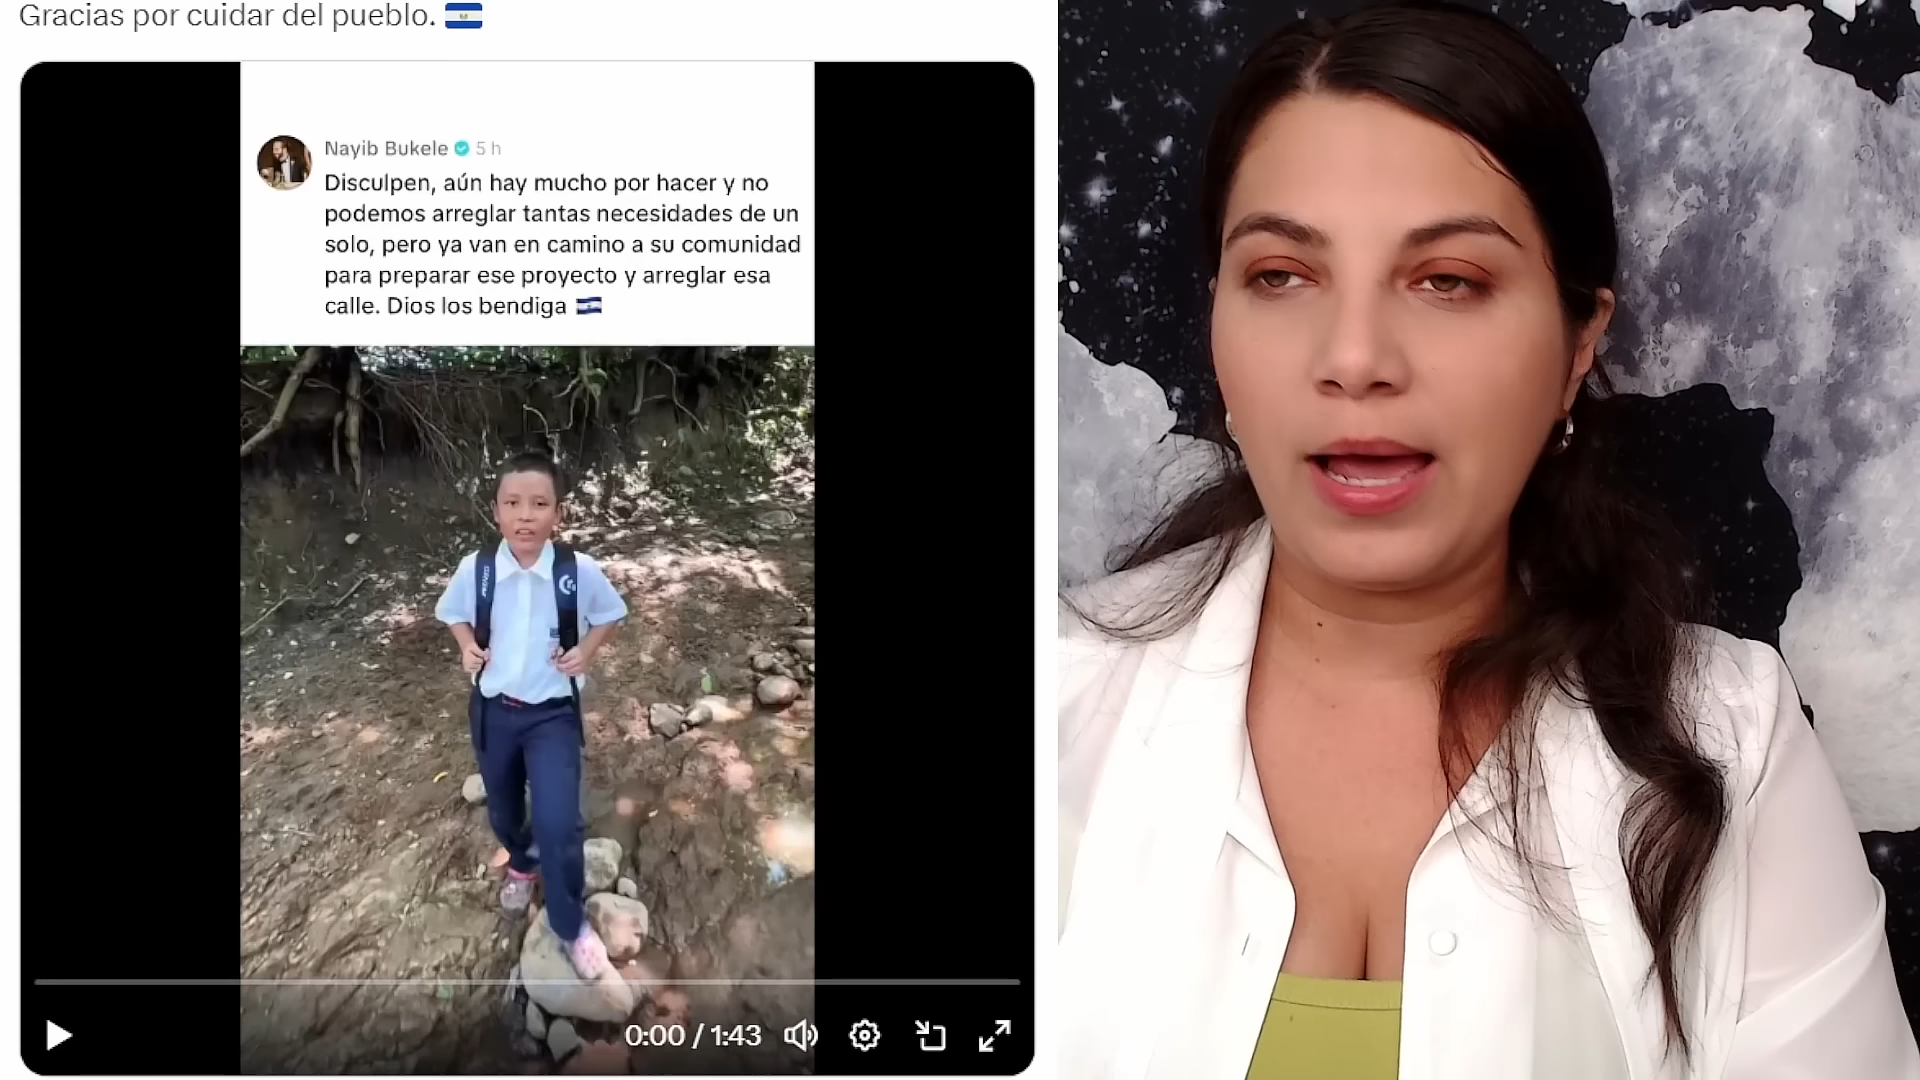 Gracias por cuidar del pueblo.
Nayib Bukele 5 h
Disculpen, aún hay mucho por hacer y no
podemos arreglar tantas necesidades de un
solo, pero ya van en camino a su comunidad
para preparar ese proyecto y arreglar esa
calle. Dios los bendiga
0:00 / 1:43